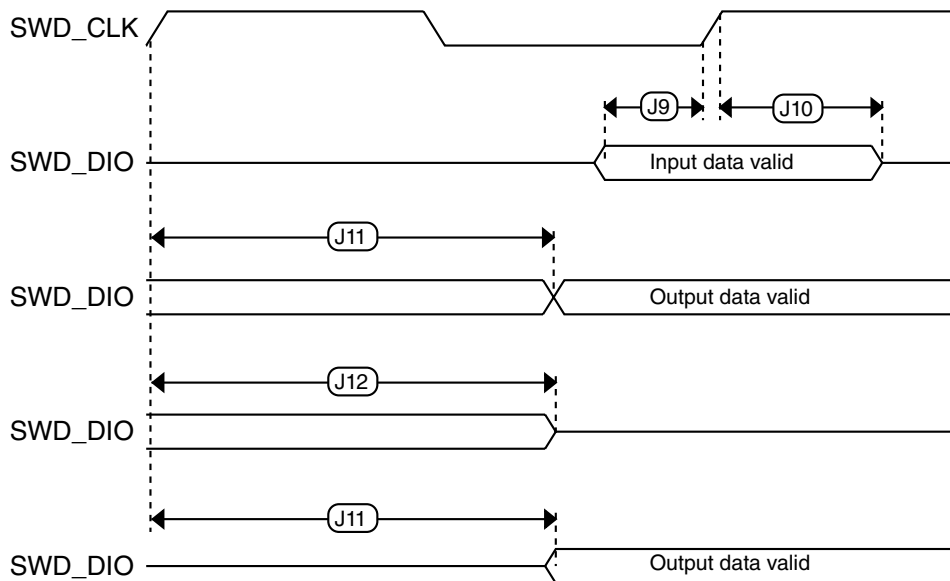 SWD_CLK
J9
J10
SWD_DIO
Input data valid
J11
SWD_DIO
Output data valid
J12
SWD_DIO
J11
SWD_DIO
Output data valid